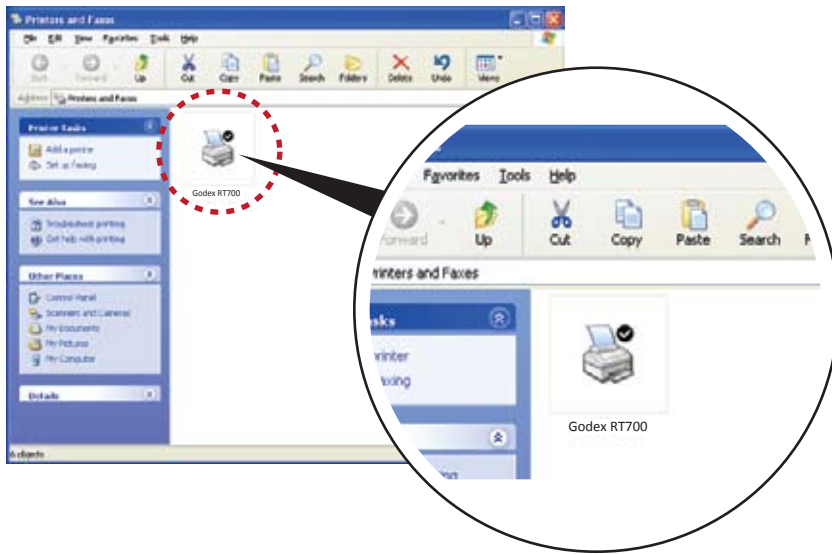 Printers and Faxes
File Edit View Favorites Tools Help
Back Forward Up Cut Copy Paste Search Folders Delete Undo Views
Address Printers and Faxes
Printer Tasks
Add a printer
Set up faxing
See Also
Troubleshoot printing
Get help with printing
Other Places
Control Panel
Scanners and Cameras
My Documents
My Pictures
My Computer
Details
6 objects
Godex RT700
Favorites Tools Help
Forward Up Cut Copy Paste Search F
rinters and Faxes
sks
rinter
axing
Godex RT700